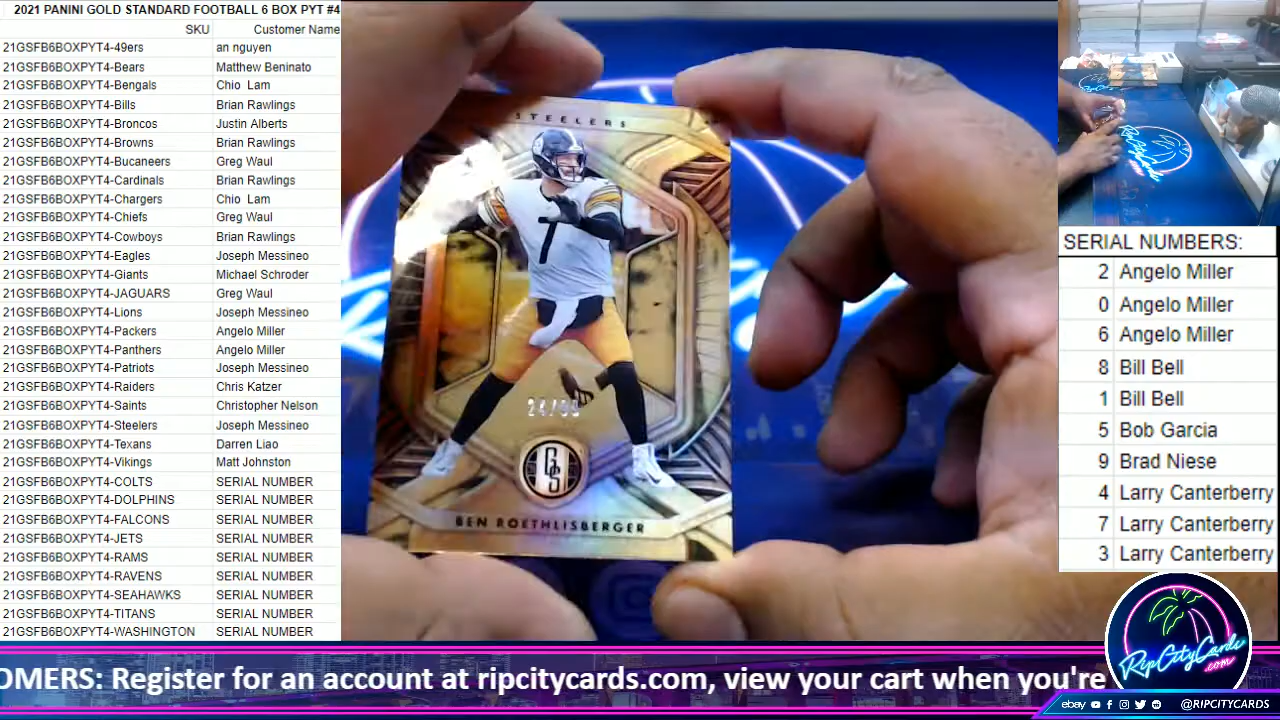 2021 PANINI GOLD STANDARD FOOTBALL 6 BOX PYT #4
SKU Customer Name
21GSFB6BOXPYT4-49ers an nguyen
21GSFB6BOXPYT4-Bears Matthew Beninato
21GSFB6BOXPYT4-Bengals Chio Lam
21GSFB6BOXPYT4-Bills Brian Rawlings
21GSFB6BOXPYT4-Broncos Justin Alberts
21GSFB6BOXPYT4-Browns Brian Rawlings
21GSFB6BOXPYT4-Bucaneers Greg Waul
21GSFB6BOXPYT4-Cardinals Brian Rawlings
21GSFB6BOXPYT4-Chargers Chio Lam
21GSFB6BOXPYT4-Chiefs Greg Waul
21GSFB6BOXPYT4-Cowboys Brian Rawlings
21GSFB6BOXPYT4-Eagles Joseph Messineo
21GSFB6BOXPYT4-Giants Michael Schroder
21GSFB6BOXPYT4-JAGUARS Greg Waul
21GSFB6BOXPYT4-Lions Joseph Messineo
21GSFB6BOXPYT4-Packers Angelo Miller
21GSFB6BOXPYT4-Panthers Angelo Miller
21GSFB6BOXPYT4-Patriots Joseph Messineo
21GSFB6BOXPYT4-Raiders Chris Katzer
21GSFB6BOXPYT4-Saints Christopher Nelson
21GSFB6BOXPYT4-Steelers Joseph Messineo
21GSFB6BOXPYT4-Texans Darren Liao
21GSFB6BOXPYT4-Vikings Matt Johnston
21GSFB6BOXPYT4-COLTS SERIAL NUMBER
21GSFB6BOXPYT4-DOLPHINS SERIAL NUMBER
21GSFB6BOXPYT4-FALCONS SERIAL NUMBER
21GSFB6BOXPYT4-JETS SERIAL NUMBER
21GSFB6BOXPYT4-RAMS SERIAL NUMBER
21GSFB6BOXPYT4-RAVENS SERIAL NUMBER
21GSFB6BOXPYT4-SEAHAWKS SERIAL NUMBER
21GSFB6BOXPYT4-TITANS SERIAL NUMBER
21GSFB6BOXPYT4-WASHINGTON SERIAL NUMBER
STEELERS
7
GS
BEN ROETHLISBERGER
SERIAL NUMBERS:
2 Angelo Miller
0 Angelo Miller
6 Angelo Miller
8 Bill Bell
1 Bill Bell
5 Bob Garcia
9 Brad Niese
4 Larry Canterberry
7 Larry Canterberry
3 Larry Canterberry
RipCityCards
.com
OMERS: Register for an account at ripcitycards.com, view your cart when you're
ebay @RIPCITYCARDS